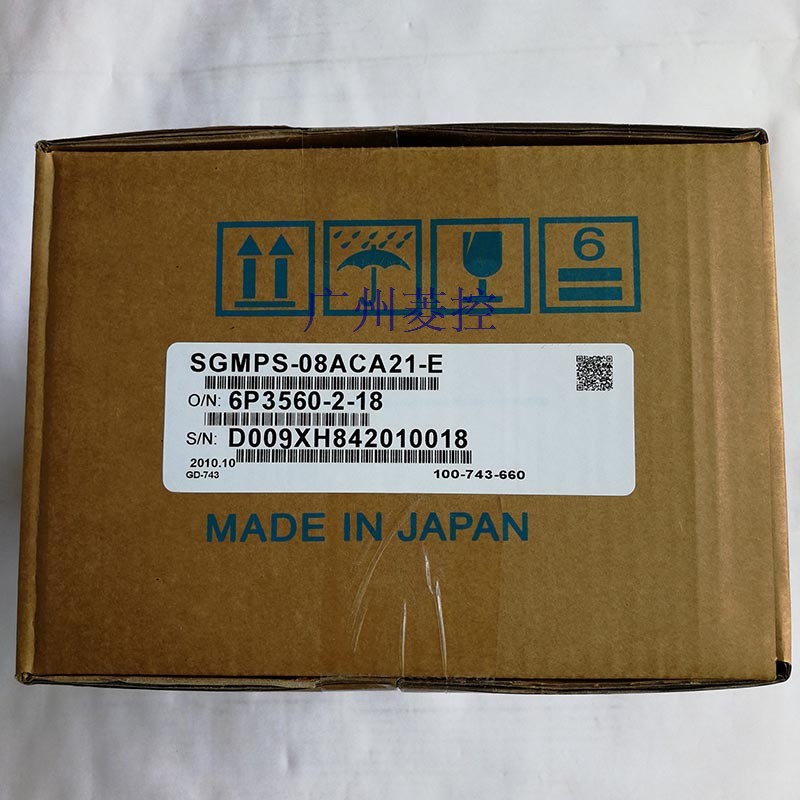 6
广州菱控
SGMPS-08ACA21-E
O/N: 6P3560-2-18
S/N: D009XH842010018
2010.10
GD-743 100-743-660
MADE IN JAPAN